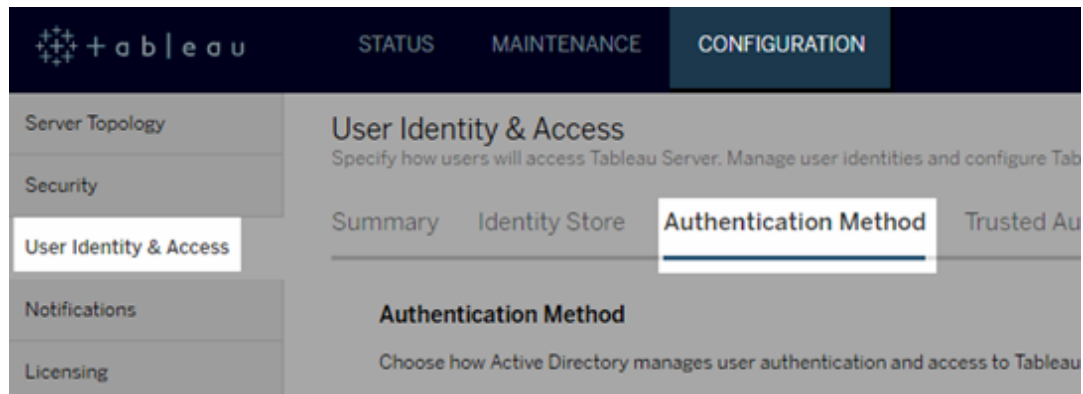 + a b | e a u
STATUS MAINTENANCE CONFIGURATION
Server Topology
Security
User Identity & Access
Notifications
Licensing
User Identity & Access
Specify how users will access Tableau Server. Manage user identities and configure Tab
Summary Identity Store Authentication Method Trusted Au
Authentication Method
Choose how Active Directory manages user authentication and access to Tableau